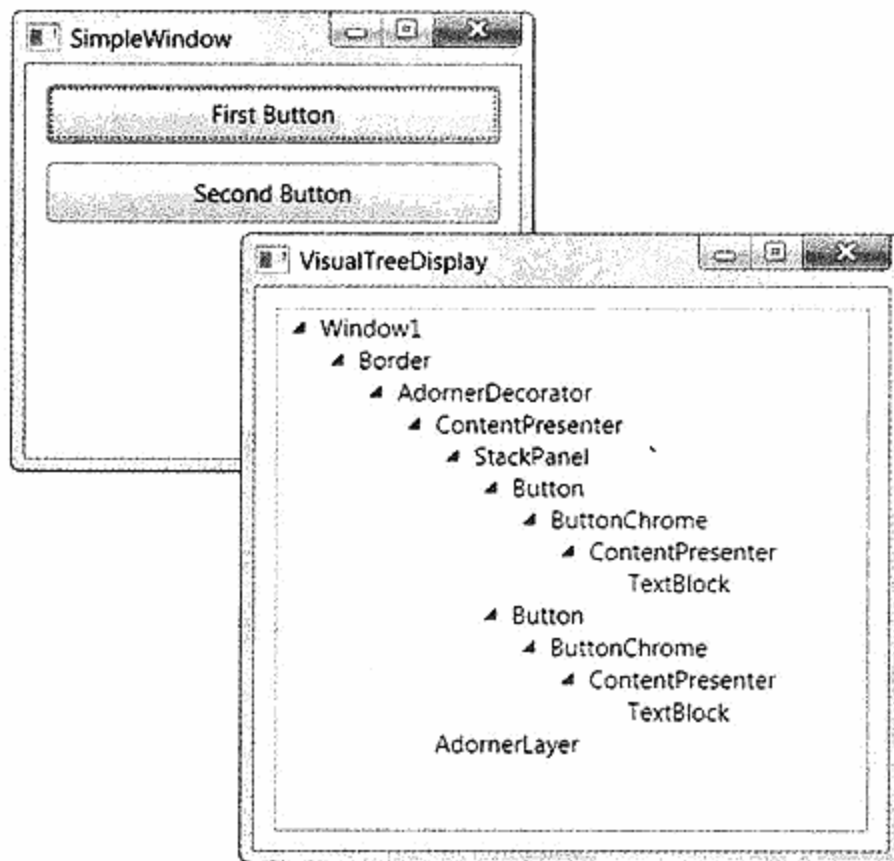 SimpleWindow
First Button
Second Button
VisualTreeDisplay
Window1
Border
AdornerDecorator
ContentPresenter
StackPanel
Button
ButtonChrome
ContentPresenter
TextBlock
Button
ButtonChrome
ContentPresenter
TextBlock
AdornerLayer